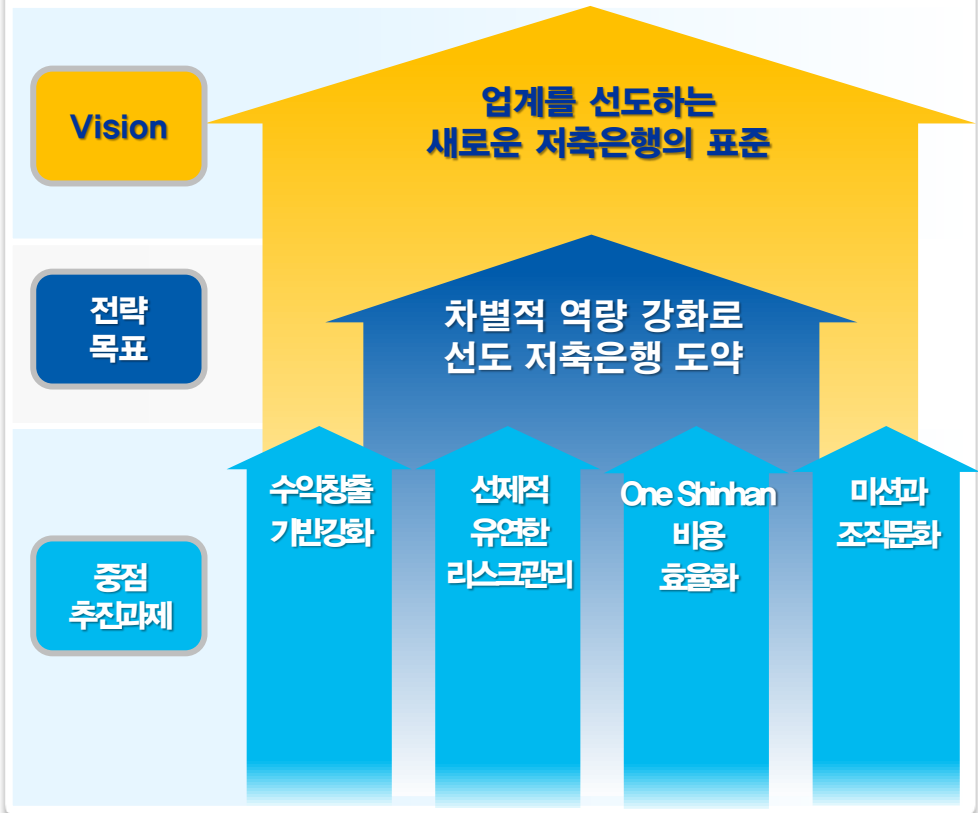 Vision
업계를 선도하는
새로운 저축은행의 표준
전략
목표
차별적 역량 강화로
선도 저축은행 도약
중점
추진과제
수익창출
기반강화
선제적
유연한
리스크관리
One Shinhan
비용
효율화
미션과
조직문화